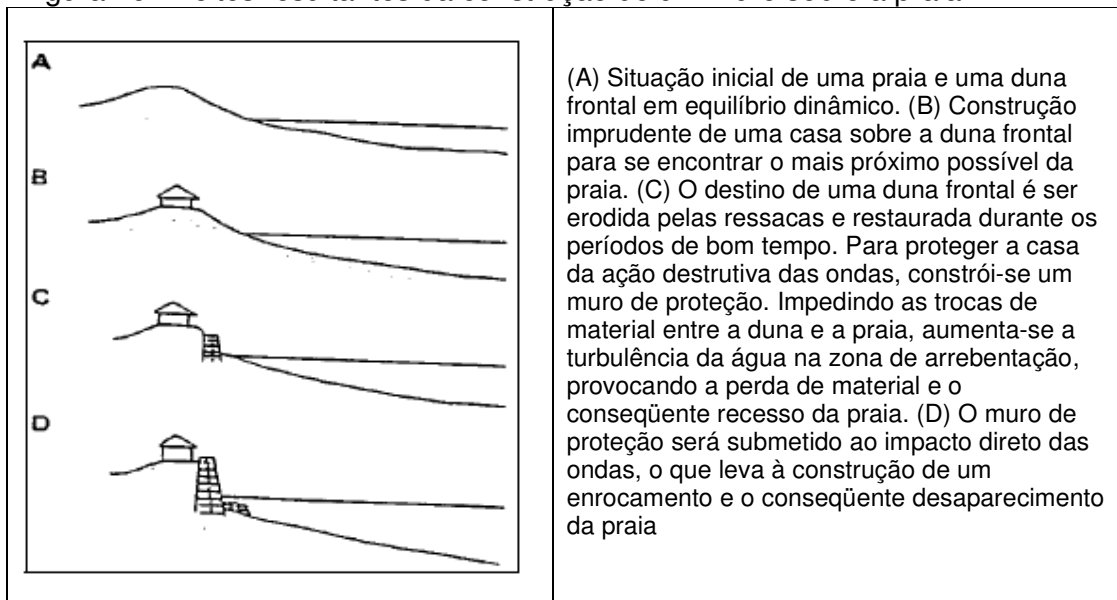 A
B
C
D
(A) Situação inicial de uma praia e uma duna
frontal em equilíbrio dinâmico. (B) Construção
imprudente de uma casa sobre a duna frontal
para se encontrar o mais próximo possível da
praia. (C) O destino de uma duna frontal é ser
erodida pelas ressacas e restaurada durante os
períodos de bom tempo. Para proteger a casa
da ação destrutiva das ondas, constrói-se um
muro de proteção. Impedindo as trocas de
material entre a duna e a praia, aumenta-se a
turbulência da água na zona de arrebentação,
provocando a perda de material e o
conseqüente recesso da praia. (D) O muro de
proteção será submetido ao impacto direto das
ondas, o que leva à construção de um
enrocamento e o conseqüente desaparecimento
da praia